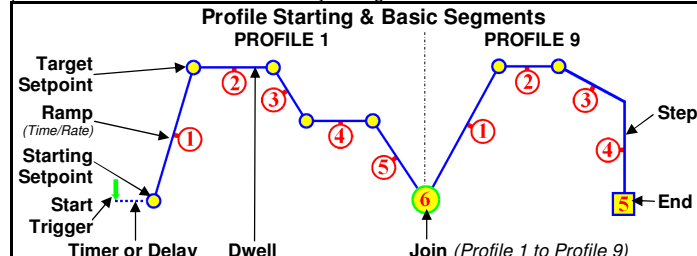 Profile Starting & Basic Segments
PROFILE 1
PROFILE 9
Target
Setpoint
Ramp
(Time/Rate)
Starting
Setpoint
Start
Trigger
Timer or Delay
Dwell
1
2
3
4
5
6
1
2
3
4
5
Step
End
Join (Profile 1 to Profile 9)